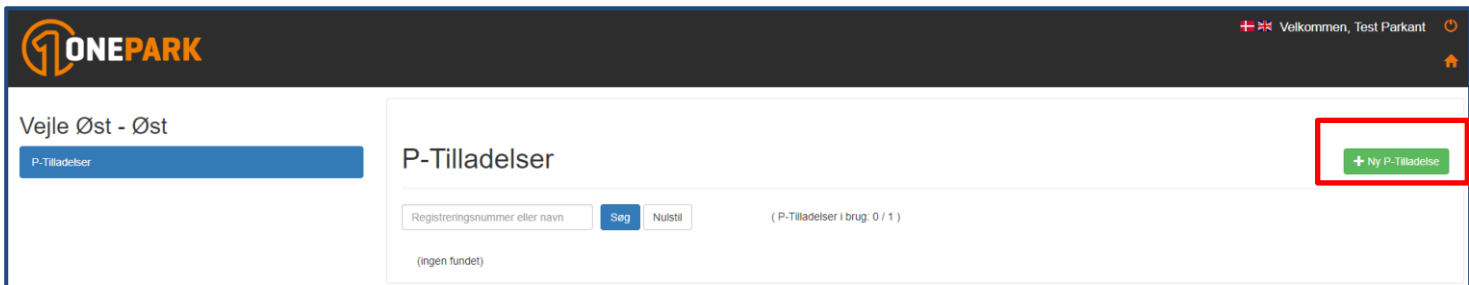 ONEPARK
Velkommen, Test Parkant
Vejle Øst - Øst
P-Tilladelser
P-Tilladelser
+ Ny P-Tilladelse
Registreringsnummer eller navn
Søg
Nulstil
( P-Tilladelser i brug: 0 / 1 )
(ingen fundet)